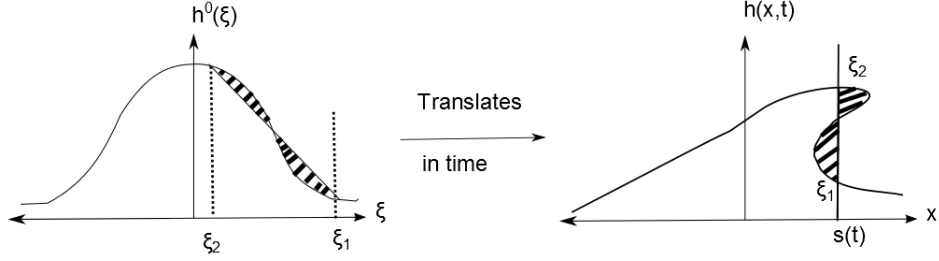 h⁰(ξ)
ξ
ξ₂
ξ₁
Translates
in time
h(x,t)
ξ₂
ξ₁
s(t)
x